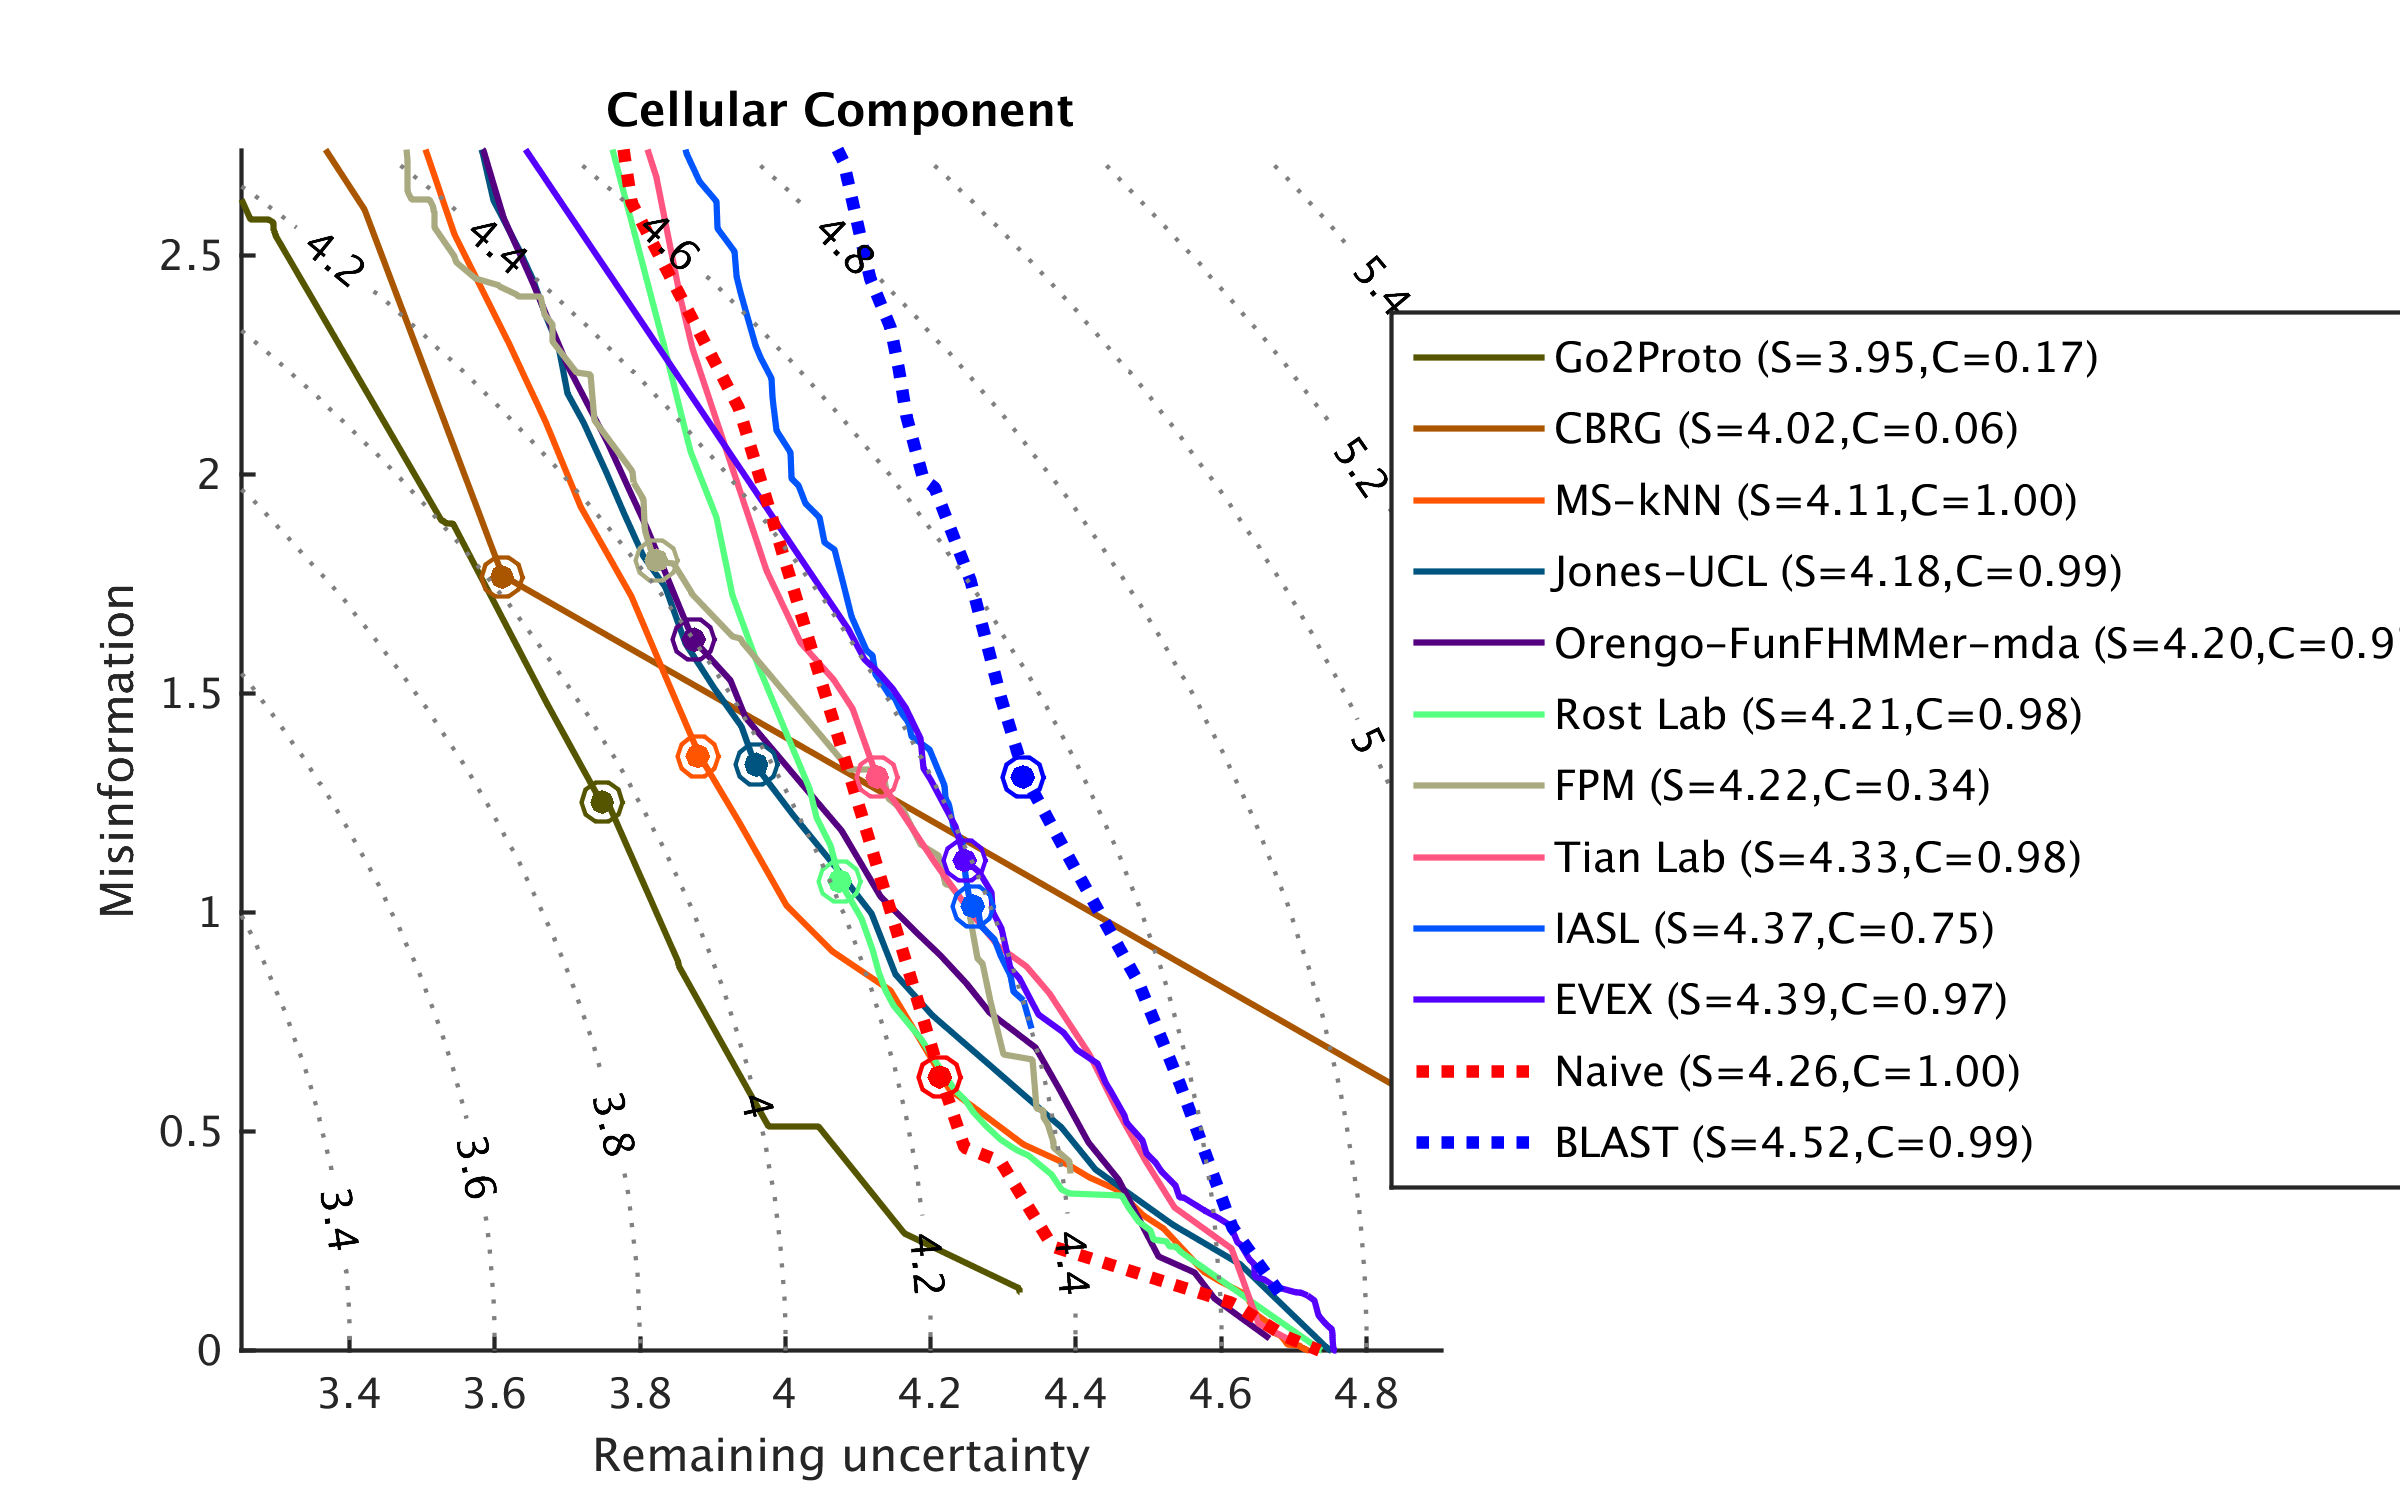 Cellular Component
Misinformation
2.5
2
1.5
1
0.5
0
3.4
3.6
3.8
4
4.2
4.4
4.6
4.8
Remaining uncertainty
4.2
4.4
4.6
4.8
5.4
5.2
5
3.4
3.6
3.8
4
4.2
4.4
Go2Proto (S=3.95,C=0.17)
CBRG (S=4.02,C=0.06)
MS-kNN (S=4.11,C=1.00)
Jones-UCL (S=4.18,C=0.99)
Orengo-FunFHMMer-mda (S=4.20,C=0.9
Rost Lab (S=4.21,C=0.98)
FPM (S=4.22,C=0.34)
Tian Lab (S=4.33,C=0.98)
IASL (S=4.37,C=0.75)
EVEX (S=4.39,C=0.97)
Naive (S=4.26,C=1.00)
BLAST (S=4.52,C=0.99)